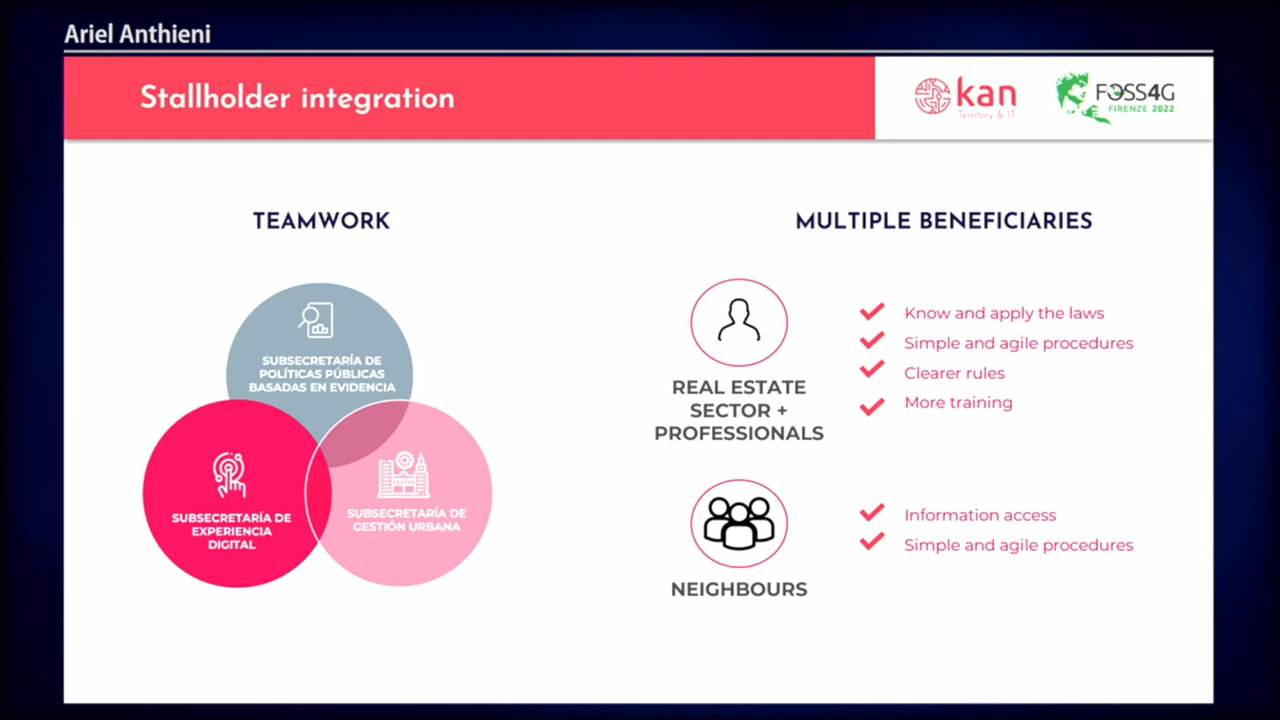 Ariel Anthieni
Stallholder integration
kan
Territory & IT
FOSS4G
FIRENZE 2022
TEAMWORK
SUBSECRETARÍA DE
POLÍTICAS PÚBLICAS
BASADAS EN EVIDENCIA
SUBSECRETARÍA DE
EXPERIENCIA
DIGITAL
SUBSECRETARÍA DE
GESTIÓN URBANA
MULTIPLE BENEFICIARIES
REAL ESTATE
SECTOR +
PROFESSIONALS
Know and apply the laws
Simple and agile procedures
Clearer rules
More training
NEIGHBOURS
Information access
Simple and agile procedures